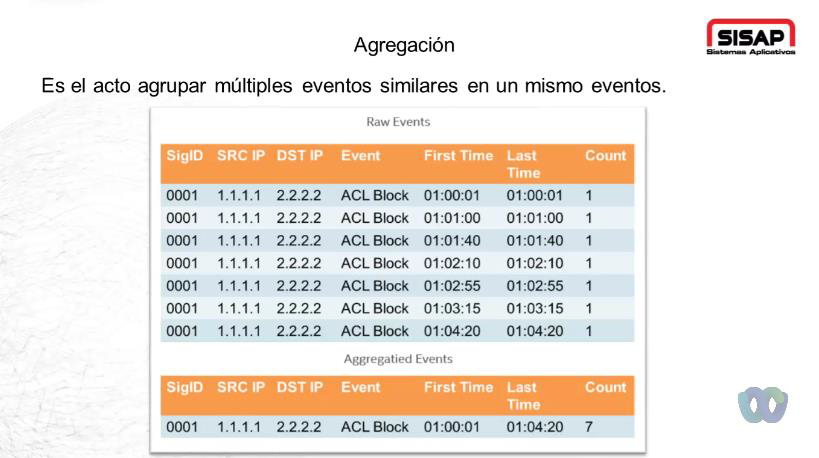 Agregación
SISAP
Sistemas Aplicativos
Es el acto agrupar múltiples eventos similares en un mismo eventos.
Raw Events
SigID SRC IP DST IP Event First Time Last Time Count
0001 1.1.1.1 2.2.2.2 ACL Block 01:00:01 01:00:01 1
0001 1.1.1.1 2.2.2.2 ACL Block 01:01:00 01:01:00 1
0001 1.1.1.1 2.2.2.2 ACL Block 01:01:40 01:01:40 1
0001 1.1.1.1 2.2.2.2 ACL Block 01:02:10 01:02:10 1
0001 1.1.1.1 2.2.2.2 ACL Block 01:02:55 01:02:55 1
0001 1.1.1.1 2.2.2.2 ACL Block 01:03:15 01:03:15 1
0001 1.1.1.1 2.2.2.2 ACL Block 01:04:20 01:04:20 1
Aggregatied Events
SigID SRC IP DST IP Event First Time Last Time Count
0001 1.1.1.1 2.2.2.2 ACL Block 01:00:01 01:04:20 7